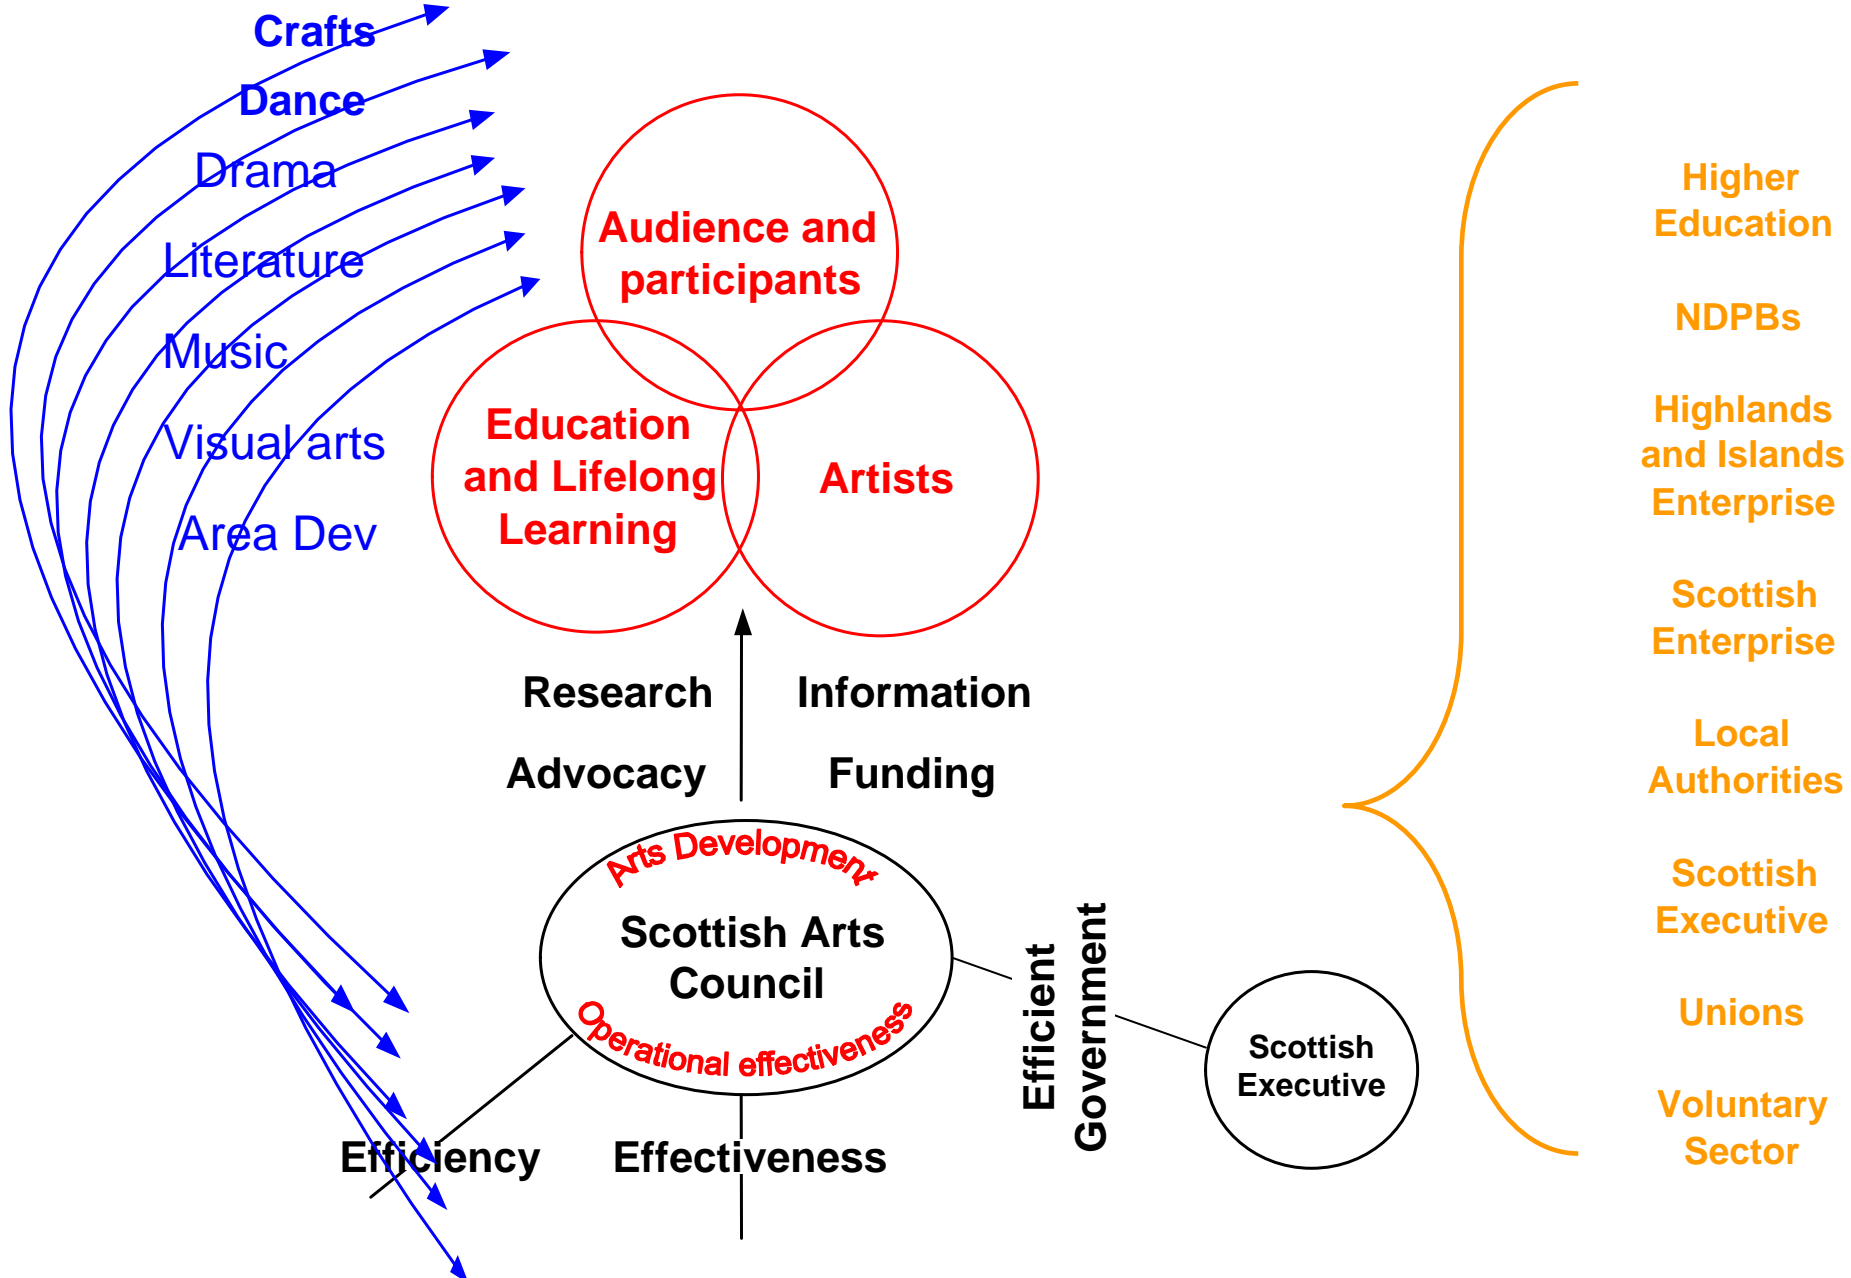 Crafts
Dance
Drama
Literature
Music
Visual arts
Area Dev
Audience and
participants
Education
and Lifelong
Learning
Artists
Research
Information
Advocacy
Funding
Arts Development
Scottish Arts
Council
Operational effectiveness
Efficiency
Effectiveness
Efficient
Government
Scottish
Executive
Higher
Education
NDPBs
Highlands
and Islands
Enterprise
Scottish
Enterprise
Local
Authorities
Scottish
Executive
Unions
Voluntary
Sector